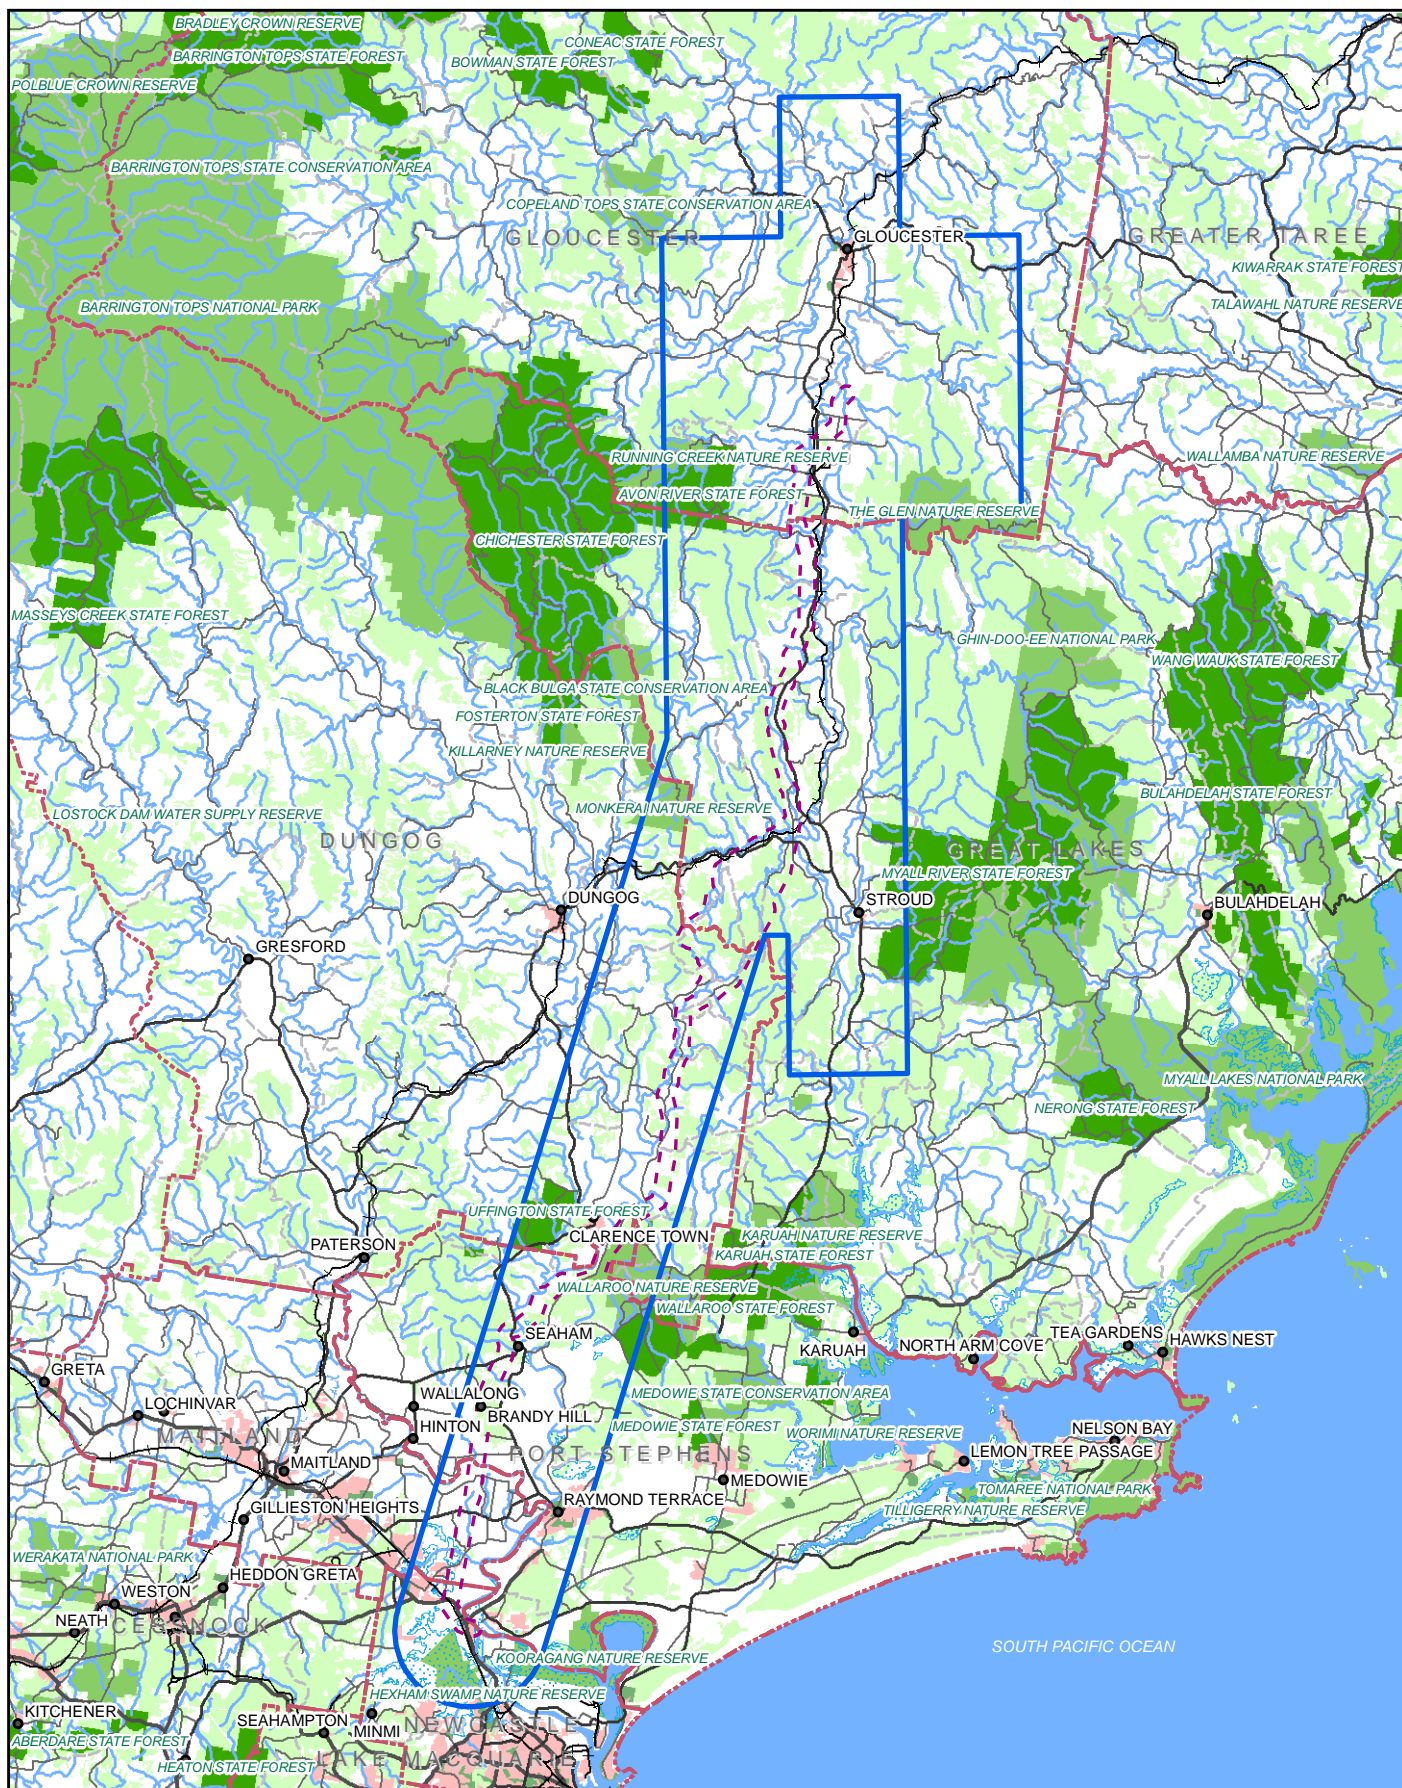 BRADLEY CROWN RESERVE
CONEAC STATE FOREST
BARRINGTON TOPS STATE FOREST
BOWMAN STATE FOREST
POLBLUE CROWN RESERVE
BARRINGTON TOPS STATE CONSERVATION AREA
COPELAND TOPS STATE CONSERVATION AREA
GLOUCESTER
GLOUCESTER
GREATER TAREE
KIWARRAK STATE FOREST
BARRINGTON TOPS NATIONAL PARK
TALAWAHL NATURE RESERVE
RUNNING CREEK NATURE RESERVE
WALLAMBA NATURE RESERVE
AVON RIVER STATE FOREST
THE GLEN NATURE RESERVE
CHICHESTER STATE FOREST
MASSEYS CREEK STATE FOREST
GHIN-DOO-EE NATIONAL PARK
WANG WAUK STATE FOREST
BLACK BULGA STATE CONSERVATION AREA
FOSTERTON STATE FOREST
KILLARNEY NATURE RESERVE
BULAHDELAH STATE FOREST
MONKERAI NATURE RESERVE
LOSTOCK DAM WATER SUPPLY RESERVE
DUNGOG
GREAT LAKES
MYALL RIVER STATE FOREST
DUNGOG
STROUD
BULAHDELAH
GRESFORD
MYALL LAKES NATIONAL PARK
NERONG STATE FOREST
UFFINGTON STATE FOREST
CLARENCE TOWN
KARUAH NATURE RESERVE
PATERSON
KARUAH STATE FOREST
WALLAROO NATURE RESERVE
WALLAROO STATE FOREST
SEAHAM
KARUAH
NORTH ARM COVE
TEA GARDENS
HAWKS NEST
GRETA
WALLALONG
MEDOWIE STATE CONSERVATION AREA
LOCHINVAR
BRANDY HILL
HINTON
MEDOWIE STATE FOREST
WORIMI NATURE RESERVE
NELSON BAY
MAITLAND
PORT STEPHENS
LEMON TREE PASSAGE
MAITLAND
MEDOWIE
TOMAREE NATIONAL PARK
RAYMOND TERRACE
GILLIESTON HEIGHTS
TILLIGERRY NATURE RESERVE
WERAKATA NATIONAL PARK
HEDDON GRETA
WESTON
NEATH
CESSNOCK
SOUTH PACIFIC OCEAN
KOORAGANG NATURE RESERVE
HEXHAM SWAMP NATURE RESERVE
KITCHENER
SEAHAMPTON
MINMI
NEWCASTLE
ABERDARE STATE FOREST
LAKE MACQUARIE
HEATON STATE FOREST